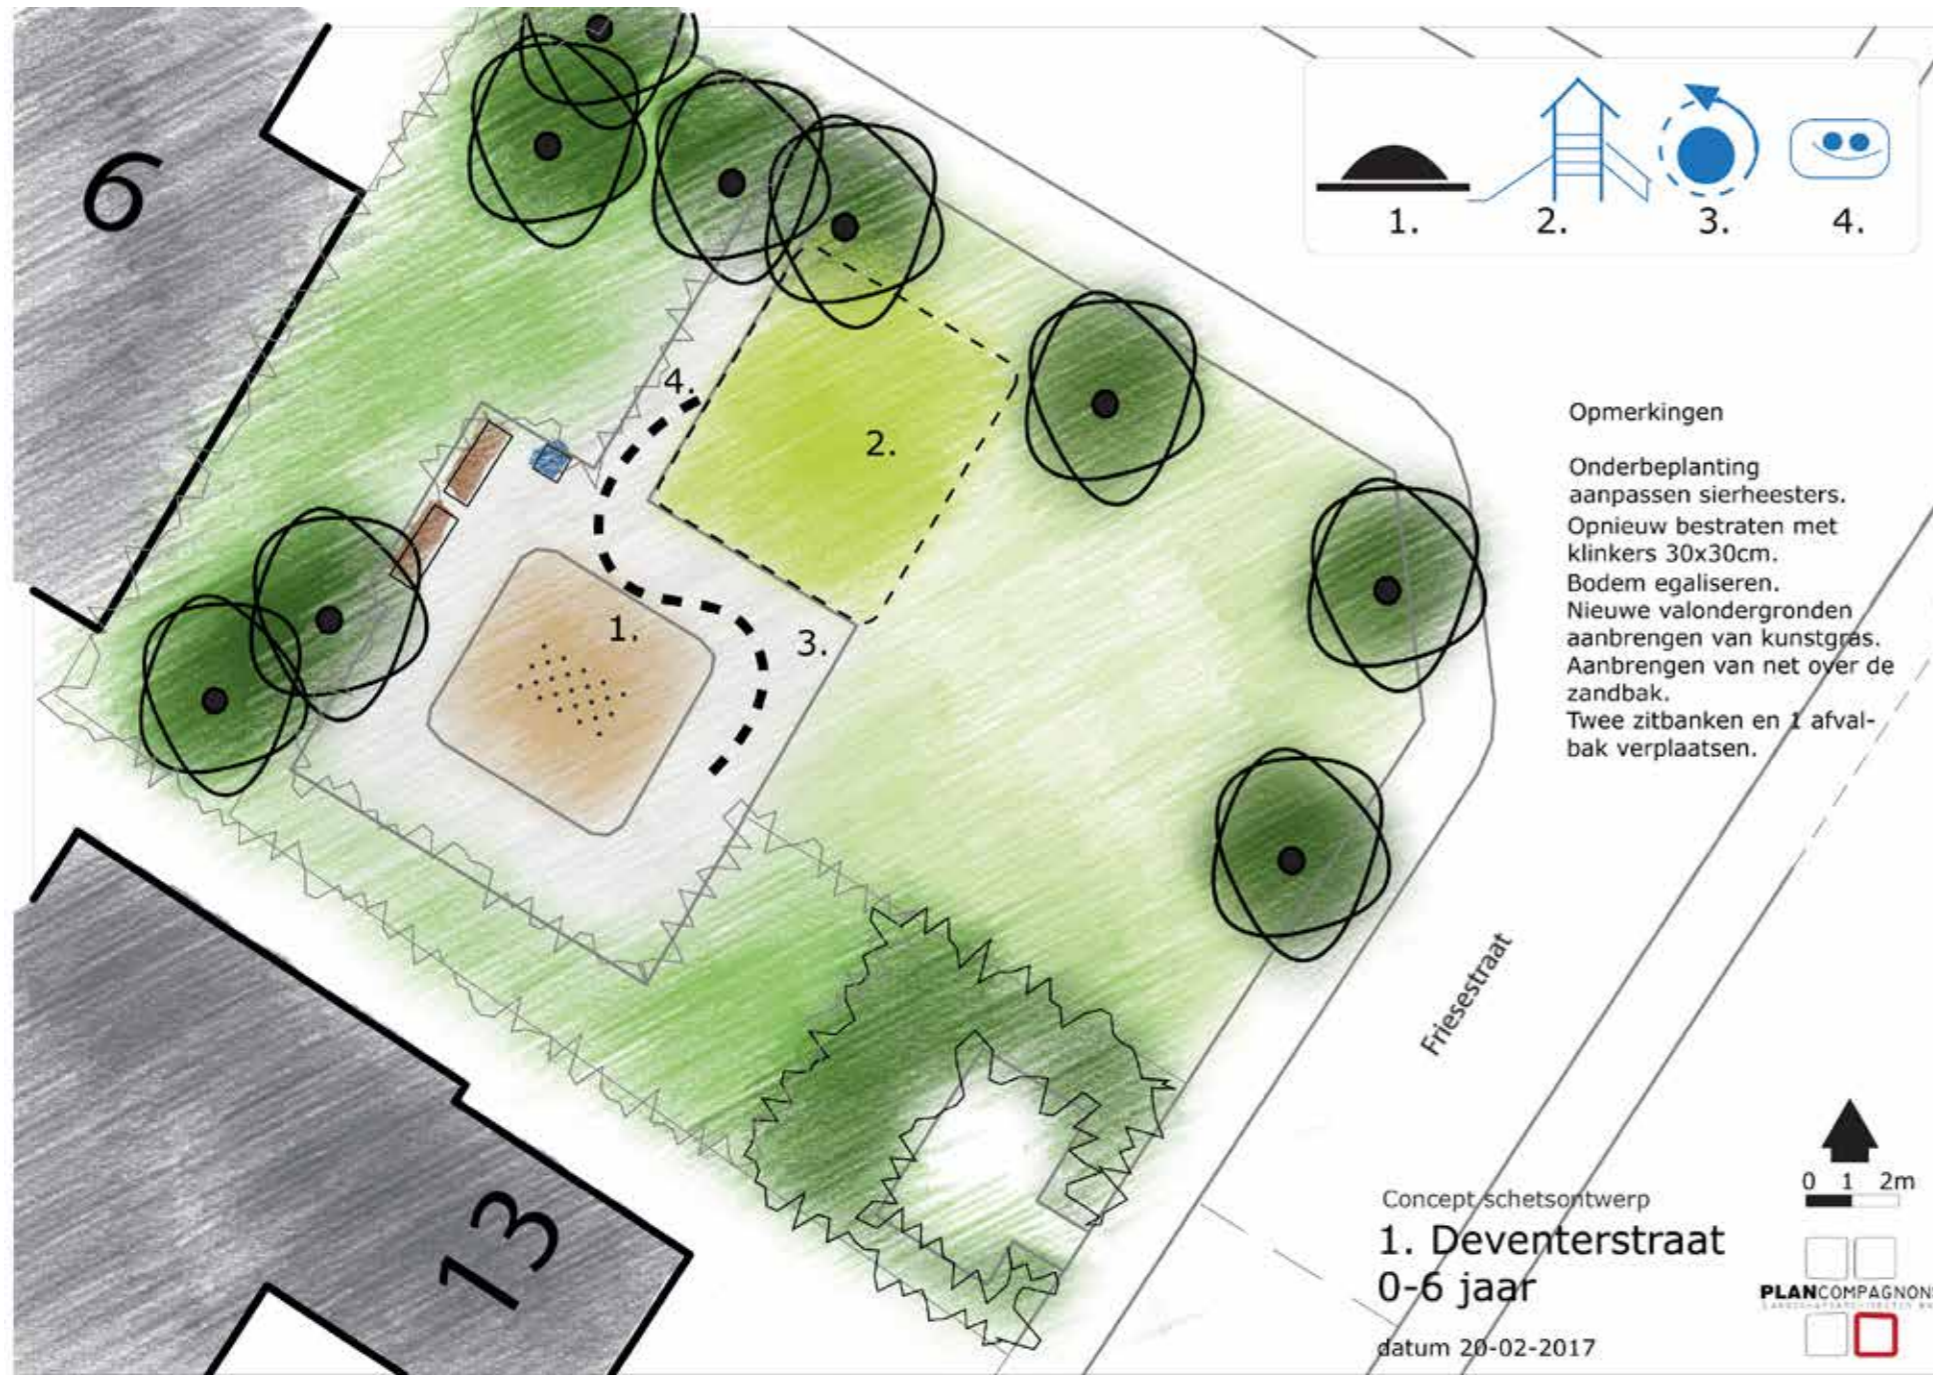 6
1.
2.
3.
4.
4.
2.
1.
3.
Opmerkingen
Onderbeplanting
aanpassen sierheesters.
Opnieuw bestraten met
klinkers 30x30cm.
Bodem egaliseren.
Nieuwe valondergronden
aanbrengen van kunstgras.
Aanbrengen van net over de
zandbak.
Twee zitbanken en 1 afval-
bak verplaatsen.
Friesestraat
13
0 1 2m
Concept schetsontwerp
1. Deventerstraat
0-6 jaar
datum 20-02-2017
PLANCOMPAGNONS